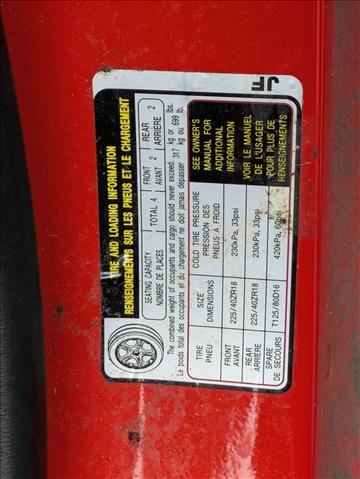 TIRE AND LOADING INFORMATION
RENSEIGNEMENTS SUR LES PNEUS ET LE CHARGEMENT
SEATING CAPACITY TOTAL 4 FRONT 2 REAR 2
NOMBRE DE PLACES AVANT ARRIÈRE
The combined weight of occupants and cargo should never exceed 317 kg or 699 lbs.
Le poids total des occupants et du chargement ne doit jamais dépasser kg ou lb.
TIRE SIZE COLD TIRE PRESSURE SEE OWNER'S
PNEU DIMENSIONS PRESSION DES MANUAL FOR
PNEUS À FROID ADDITIONAL
FRONT 225/40ZR18 230kPa, 33psi INFORMATION
AVANT
REAR 225/40ZR18 230kPa, 33psi VOIR LE MANUEL
ARRIÈRE DE L'USAGER
SPARE T125/80D16 420kPa, 60psi POUR PLUS DE
DE SECOURS RENSEIGNEMENTS
JF